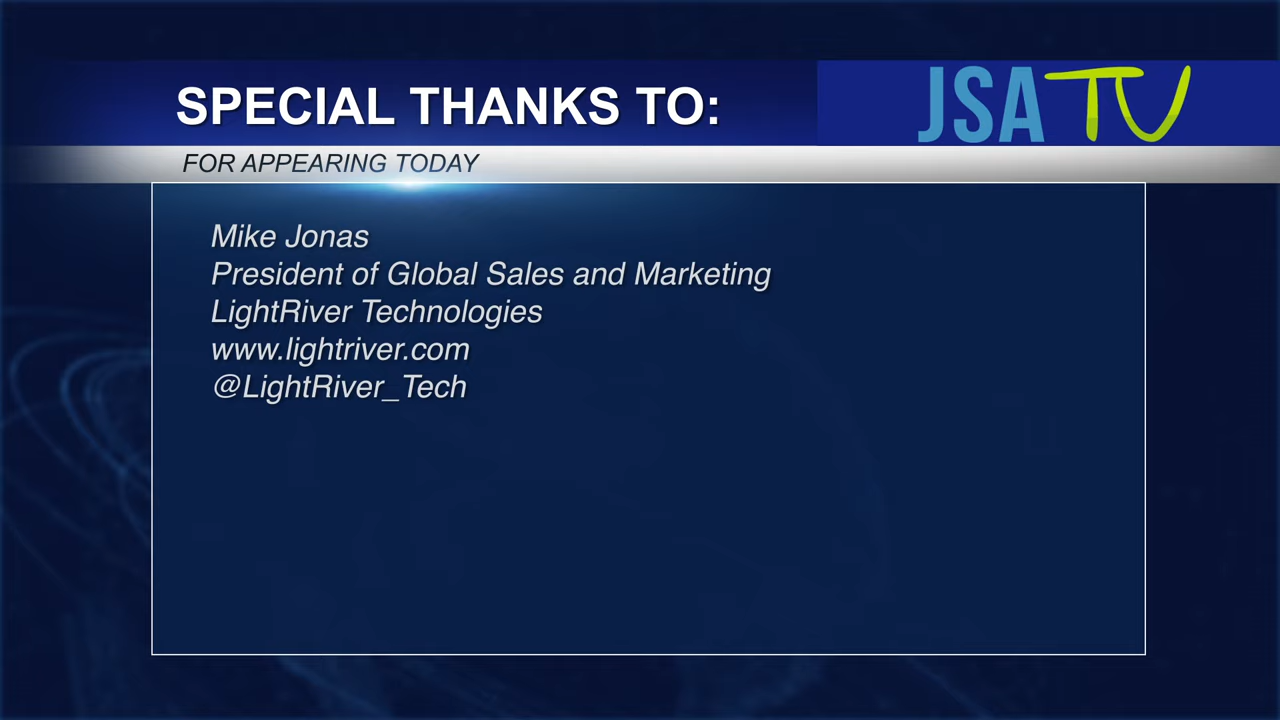 SPECIAL THANKS TO:
JSA TV
FOR APPEARING TODAY
Mike Jonas
President of Global Sales and Marketing
LightRiver Technologies
www.lightriver.com
@LightRiver_Tech